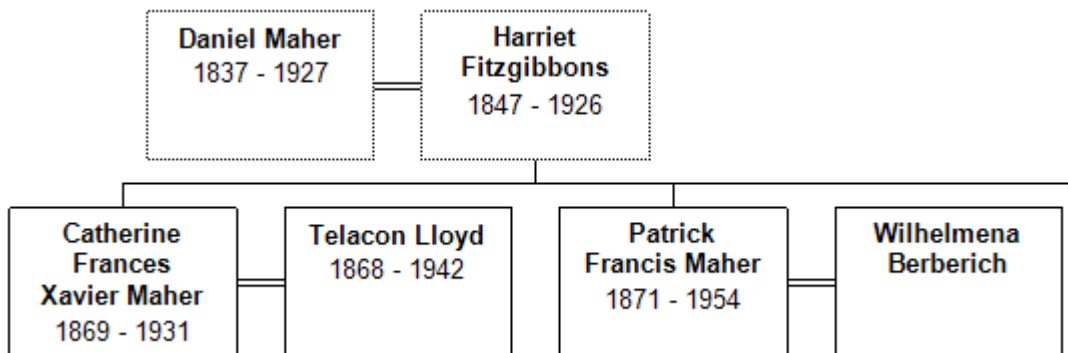 Daniel Maher
1837 - 1927
Harriet
Fitzgibbons
1847 - 1926
Catherine
Frances
Xavier Maher
1869 - 1931
Telacon Lloyd
1868 - 1942
Patrick
Francis Maher
1871 - 1954
Wilhelmena
Berberich